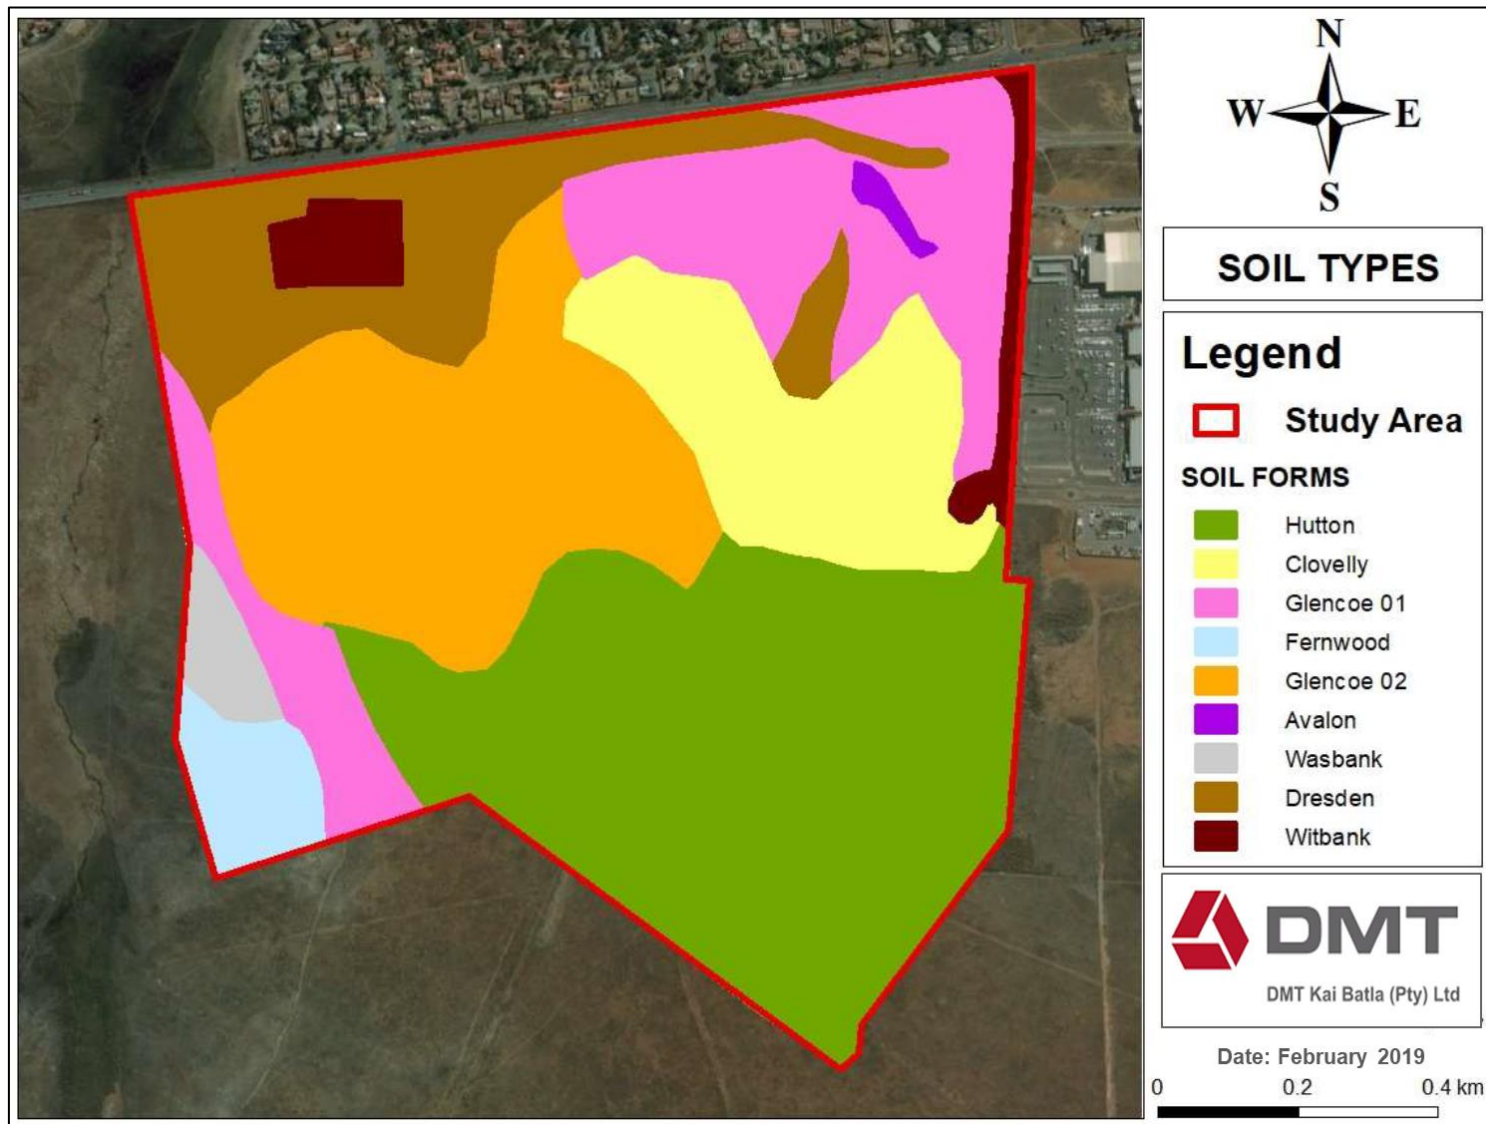 N
W E
S
SOIL TYPES
Legend
Study Area
SOIL FORMS
Hutton
Clovelly
Glencoe 01
Fernwood
Glencoe 02
Avalon
Wasbank
Dresden
Witbank
DMT
DMT Kai Batla (Pty) Ltd
Date: February 2019
0 0.2 0.4 km